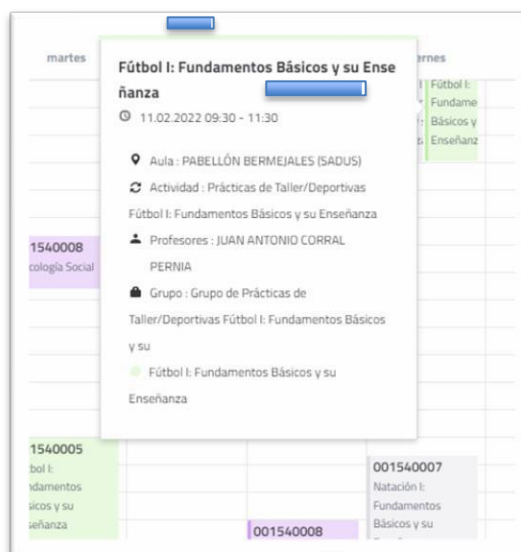 martes
ernes
Fútbol I: Fundamentos Básicos y su Ense
ñanza
11.02.2022 09:30 - 11:30
Aula : PABELLÓN BERMEJALES (SADUS)
Actividad : Prácticas de Taller/Deportivas
Fútbol I: Fundamentos Básicos y su Enseñanza
Profesores : JUAN ANTONIO CORRAL
PERNIA
Grupo : Grupo de Prácticas de
Taller/Deportivas Fútbol I: Fundamentos Básicos
y su
Fútbol I: Fundamentos Básicos y su
Enseñanza
Fútbol I:
Fundame
Básicos y
Enseñanz
1540008
cología Social
1540005
tbol I:
ndamentos
sicos y su
señanza
001540008
001540007
Natación I:
Fundamentos
Básicos y su